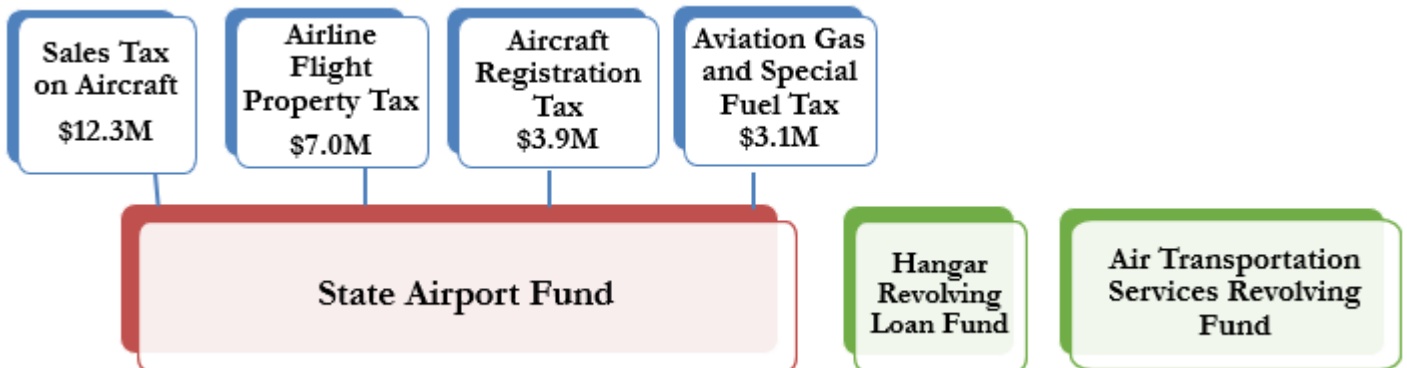 Sales Tax
on Aircraft
$12.3M
Airline
Flight
Property Tax
$7.0M
Aircraft
Registration
Tax
$3.9M
Aviation Gas
and Special
Fuel Tax
$3.1M
State Airport Fund
Hangar
Revolving
Loan Fund
Air Transportation
Services Revolving
Fund